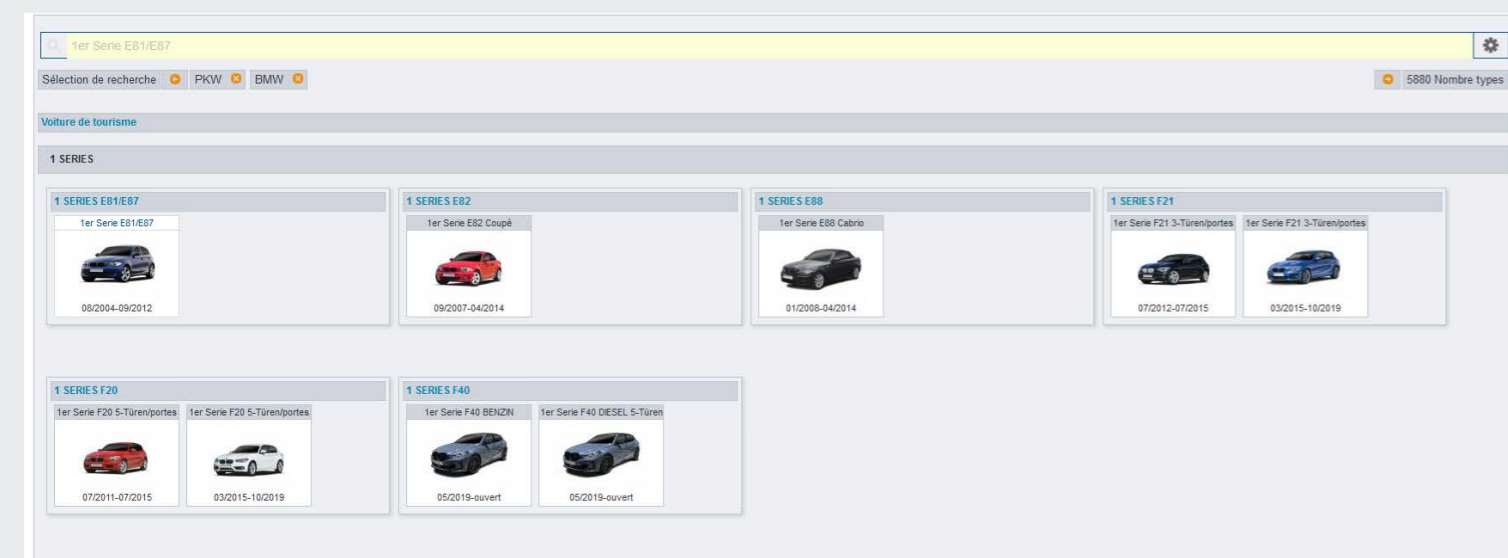 1er Serie E81/E87
Sélection de recherche PKW BMW 5880 Nombre types
Voiture de tourisme
1 SERIES
1 SERIES E81/E87
1er Serie E81/E87
08/2004-09/2012
1 SERIES E82
1er Serie E82 Coupé
09/2007-04/2014
1 SERIES E88
1er Serie E88 Cabrio
01/2008-04/2014
1 SERIES F21
1er Serie F21 3-Türen/portes 1er Serie F21 3-Türen/portes
07/2012-07/2015 03/2015-10/2019
1 SERIES F20
1er Serie F20 5-Türen/portes 1er Serie F20 5-Türen/portes
07/2011-07/2015 03/2015-10/2019
1 SERIES F40
1er Serie F40 BENZIN 1er Serie F40 DIESEL 5-Türen
05/2019-ouvert 05/2019-ouvert